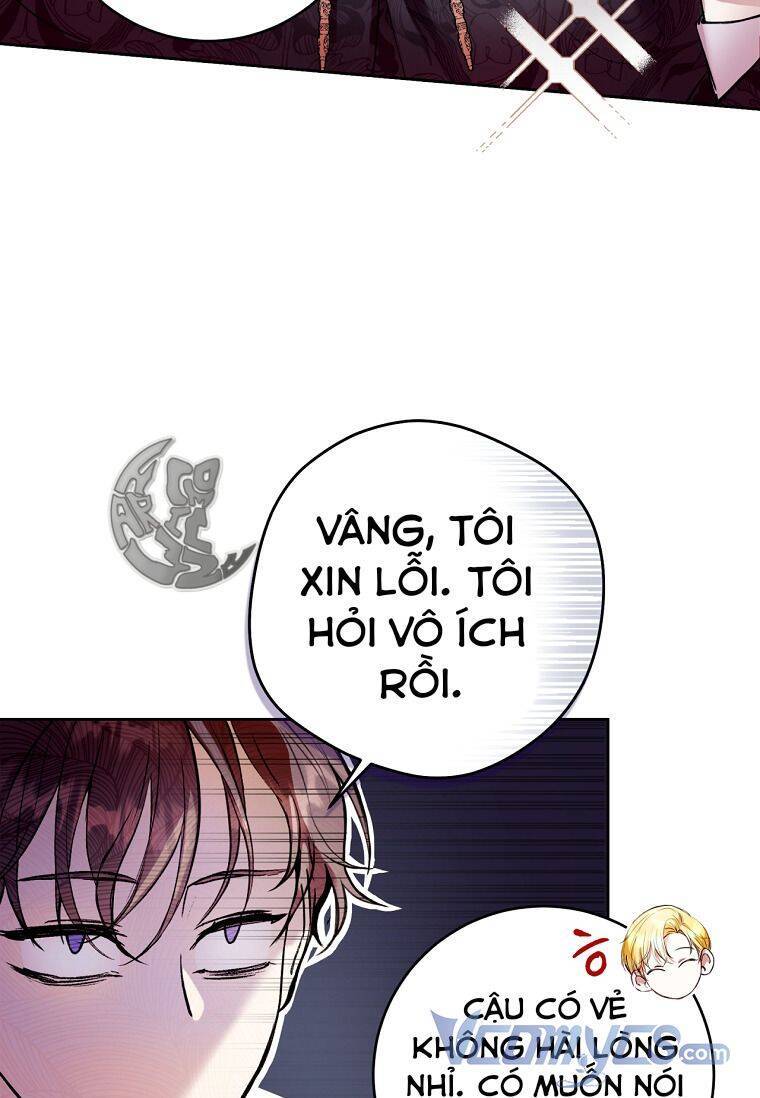 VÂNG, TÔI
XIN LỖI. TÔI
HỎI VÔ ÍCH
RỒI.
CẬU CÓ VẺ
KHÔNG HÀI LÒNG
NHỈ. CÓ MUỐN NÓI